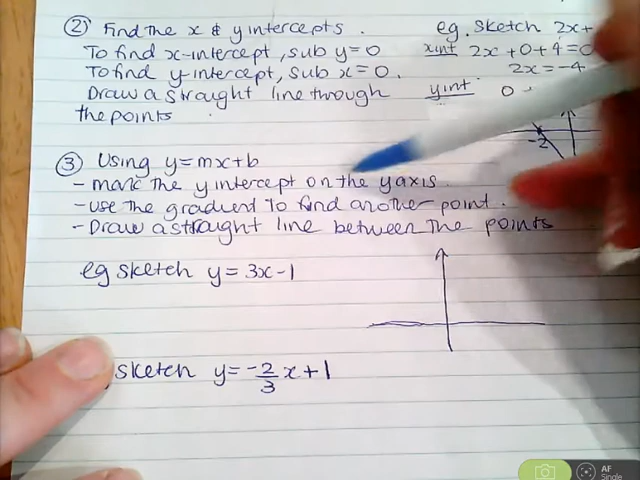 ② Find the x & y intercepts.
To find x-intercept, sub y=0
To find y-intercept, sub x=0.
Draw a straight line through
the points
eg. sketch 2x+
xint 2x+0+4=0
2x=-4
yint 0
-2
③ Using y=mx+b
- mark the y intercept on the y axis.
- use the gradient to find another point.
- Draw a straight line between the points
eg sketch y=3x-1
sketch y=-2/3 x+1
AF
Single